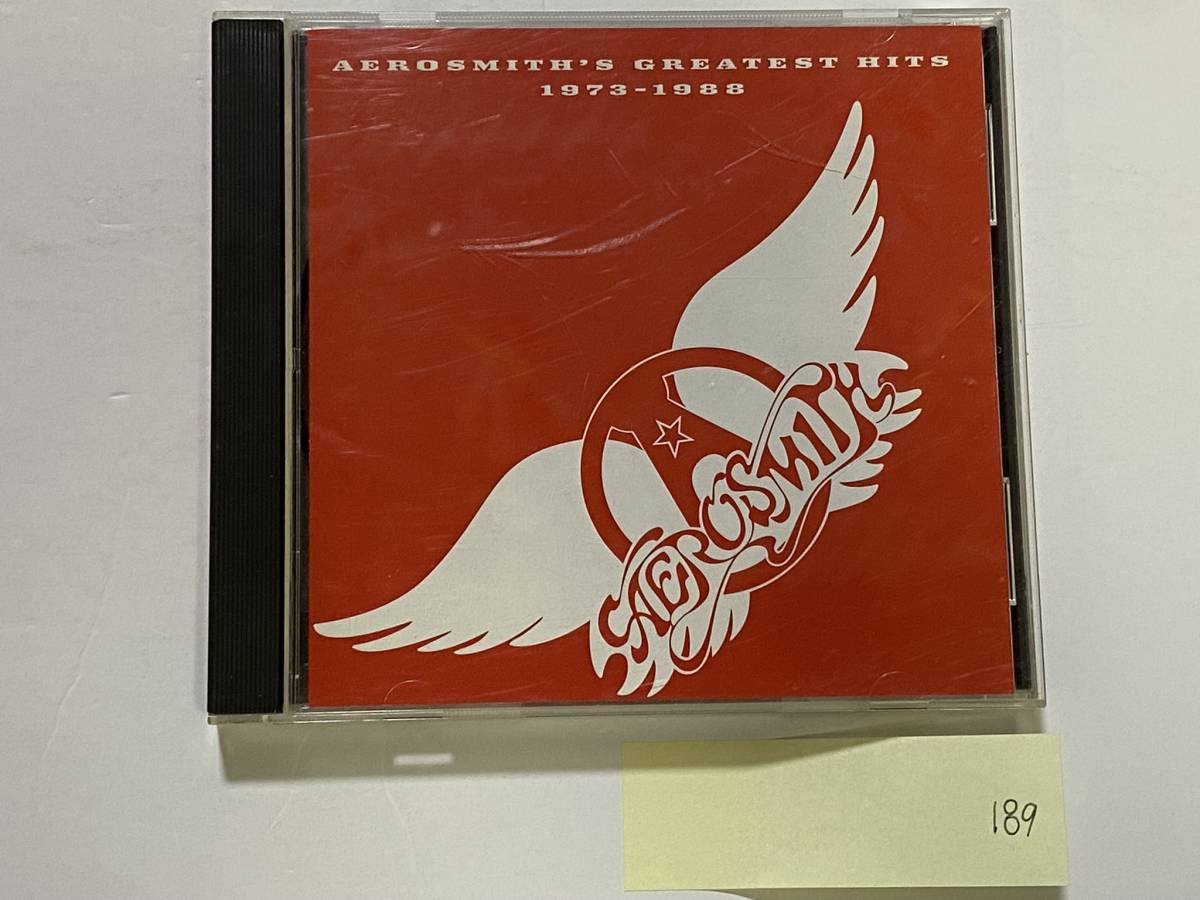 AEROSMITH'S GREATEST HITS
1973-1988
AEROSMITH
189